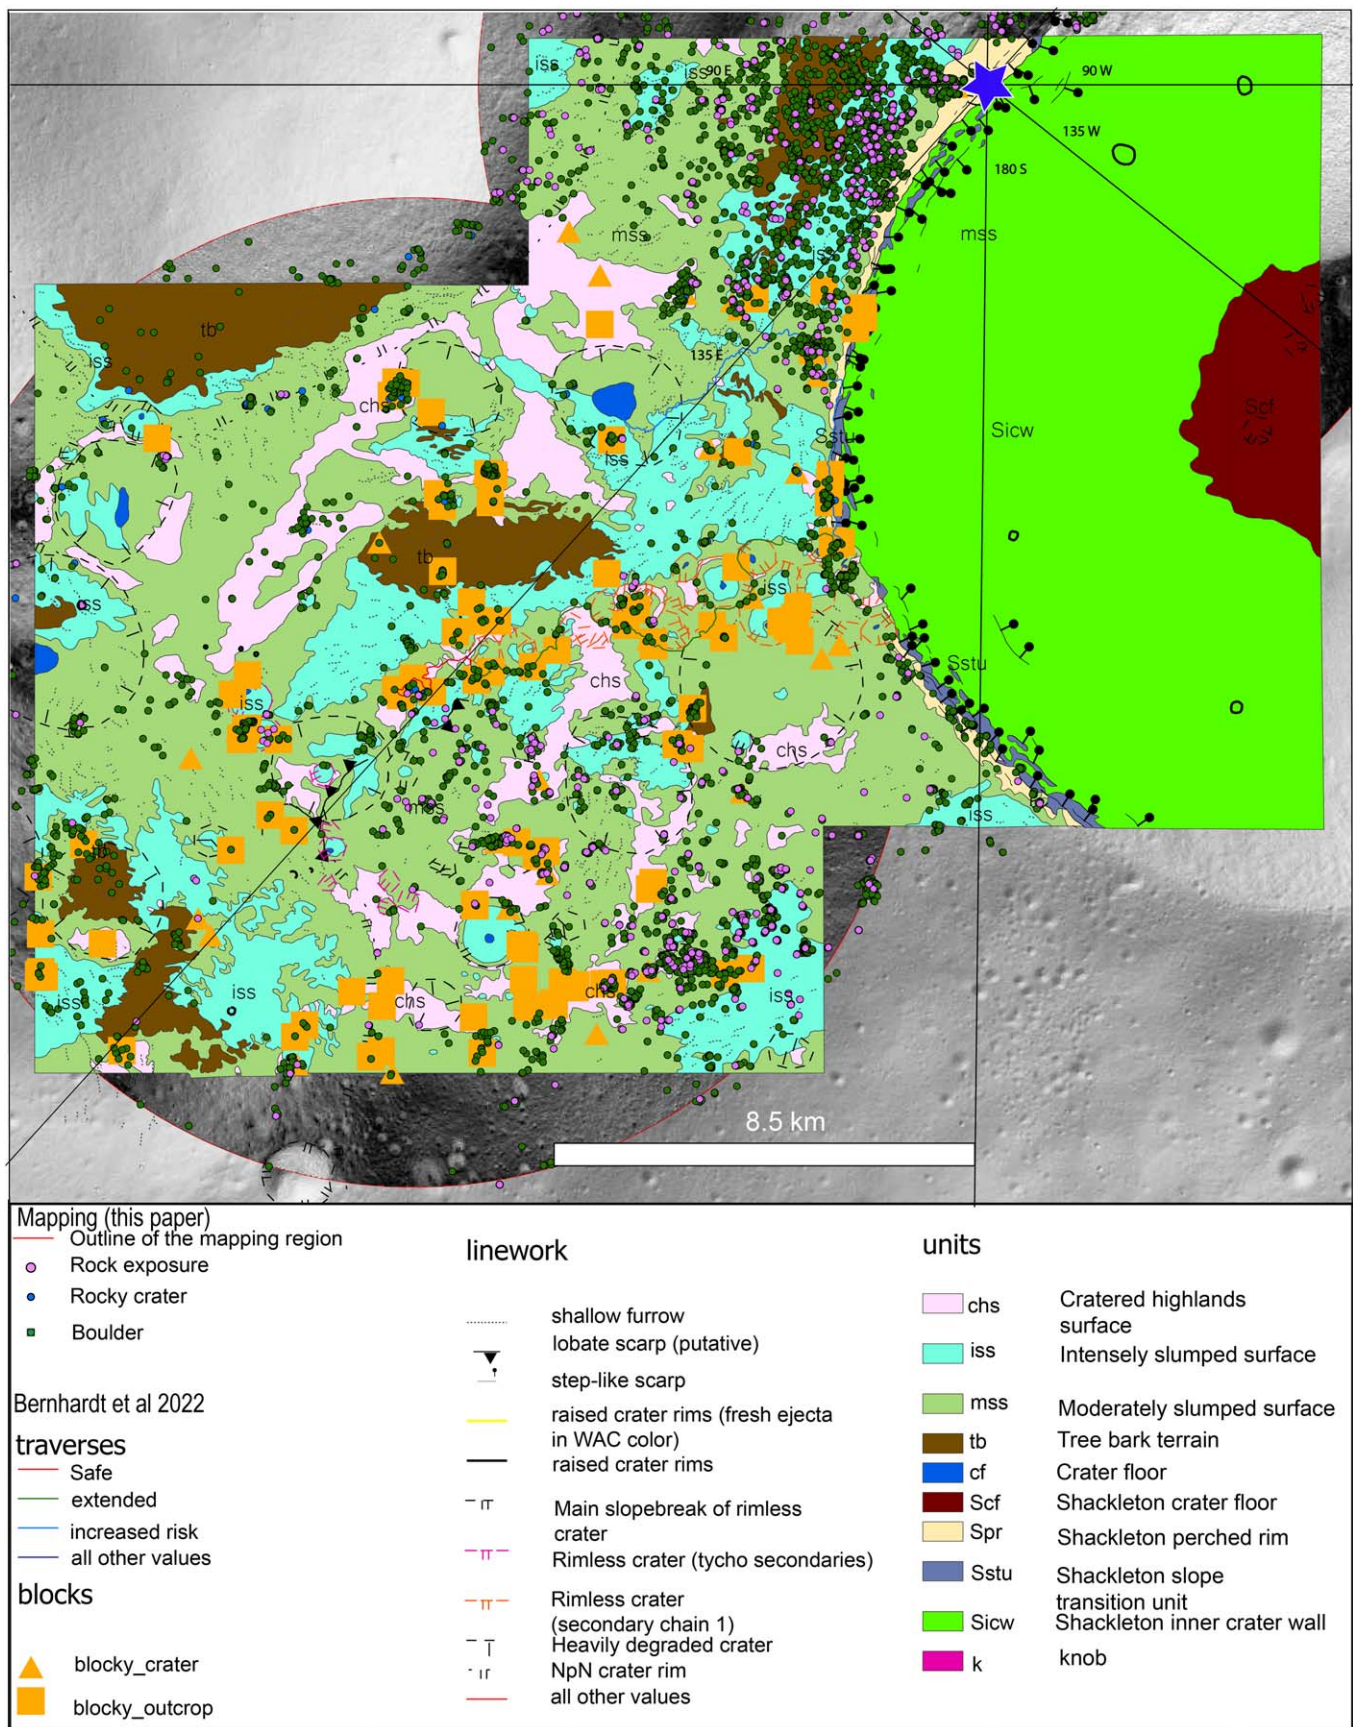 iss
iss
90 E
90 W
135 W
180 S
mss
mss
iss
tb
iss
135 E
Scf
chs
Sstu
Sicw
iss
tb
iss
iss
Sstu
chs
iss
chs
mss
iss
iss
iss
chs
chs
iss
8.5 km
Mapping (this paper)
Outline of the mapping region
Rock exposure
Rocky crater
Boulder
Bernhardt et al 2022
traverses
Safe
extended
increased risk
all other values
blocks
blocky_crater
blocky_outcrop
linework
shallow furrow
lobate scarp (putative)
step-like scarp
raised crater rims (fresh ejecta
in WAC color)
raised crater rims
Main slopebreak of rimless
crater
Rimless crater (tycho secondaries)
Rimless crater
(secondary chain 1)
Heavily degraded crater
NpN crater rim
all other values
units
chs Cratered highlands
surface
iss Intensely slumped surface
mss Moderately slumped surface
tb Tree bark terrain
cf Crater floor
Scf Shackleton crater floor
Spr Shackleton perched rim
Sstu Shackleton slope
transition unit
Sicw Shackleton inner crater wall
k knob